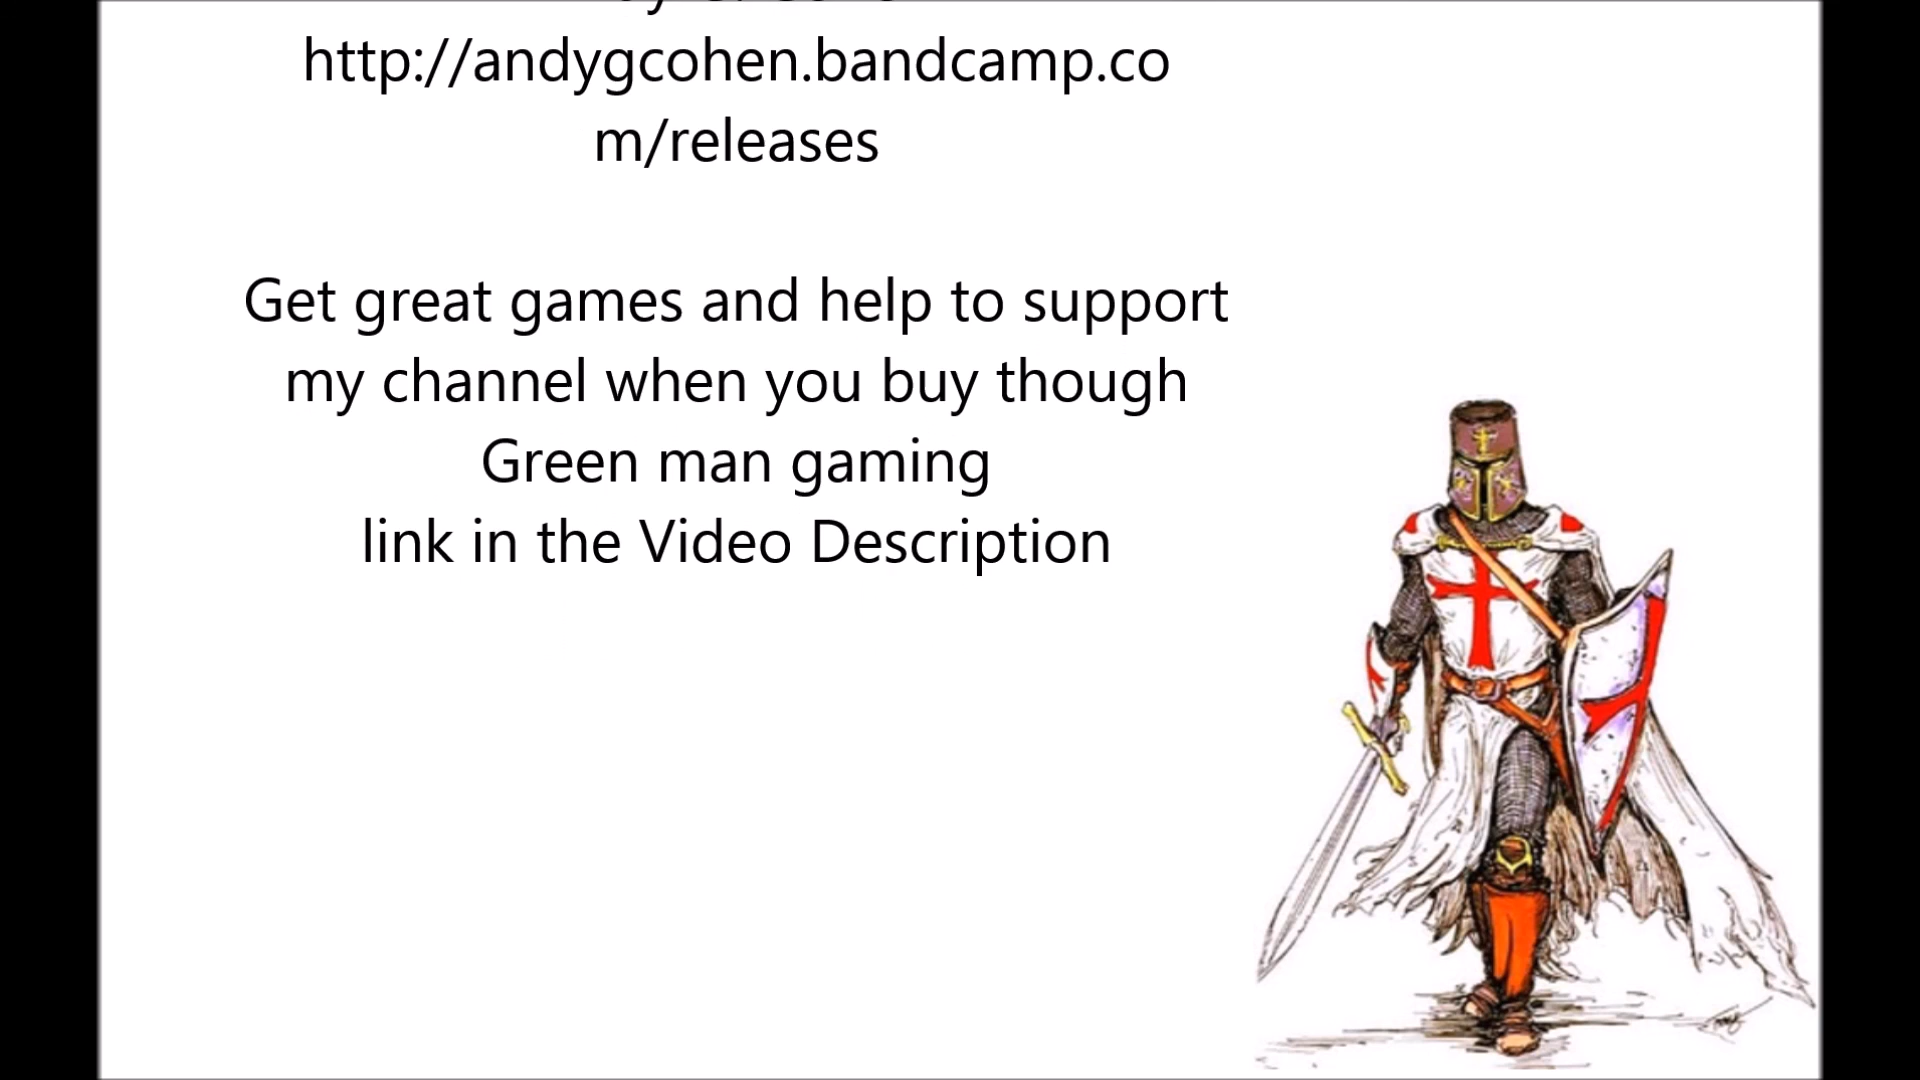 http://andygcohen.bandcamp.co
m/releases
Get great games and help to support
my channel when you buy though
Green man gaming
link in the Video Description